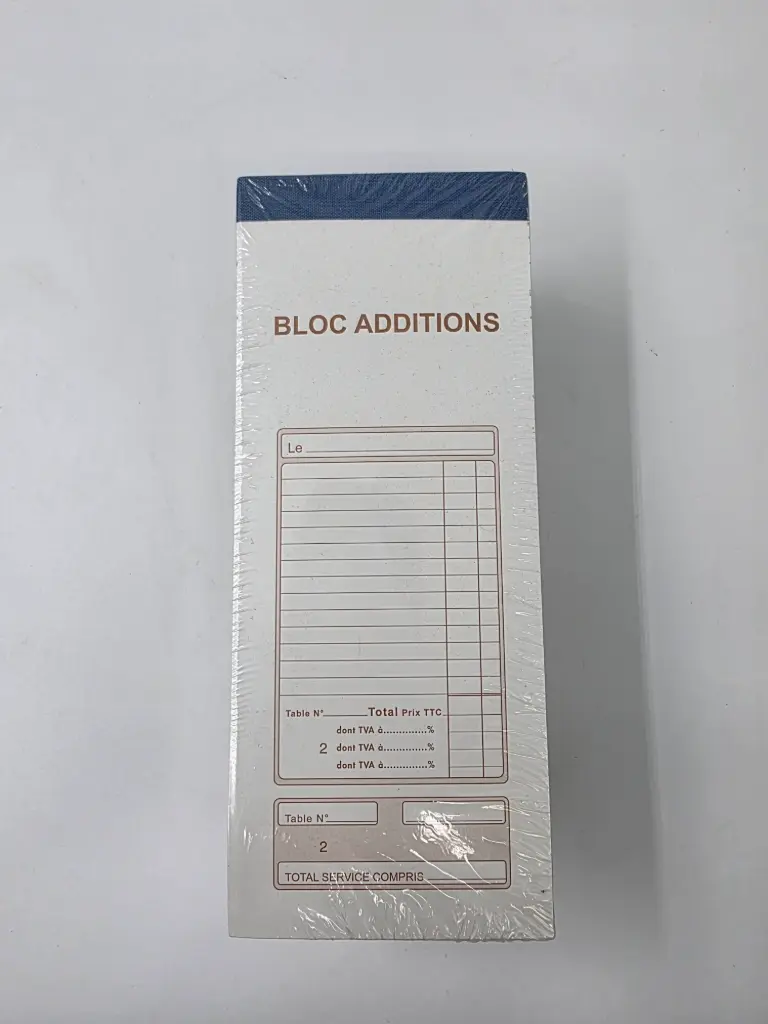 BLOC ADDITIONS
Le
Table N° Total Prix TTC
dont TVA à..............%
2 dont TVA à..............%
dont TVA à..............%
Table N°
2
TOTAL SERVICE COMPRIS